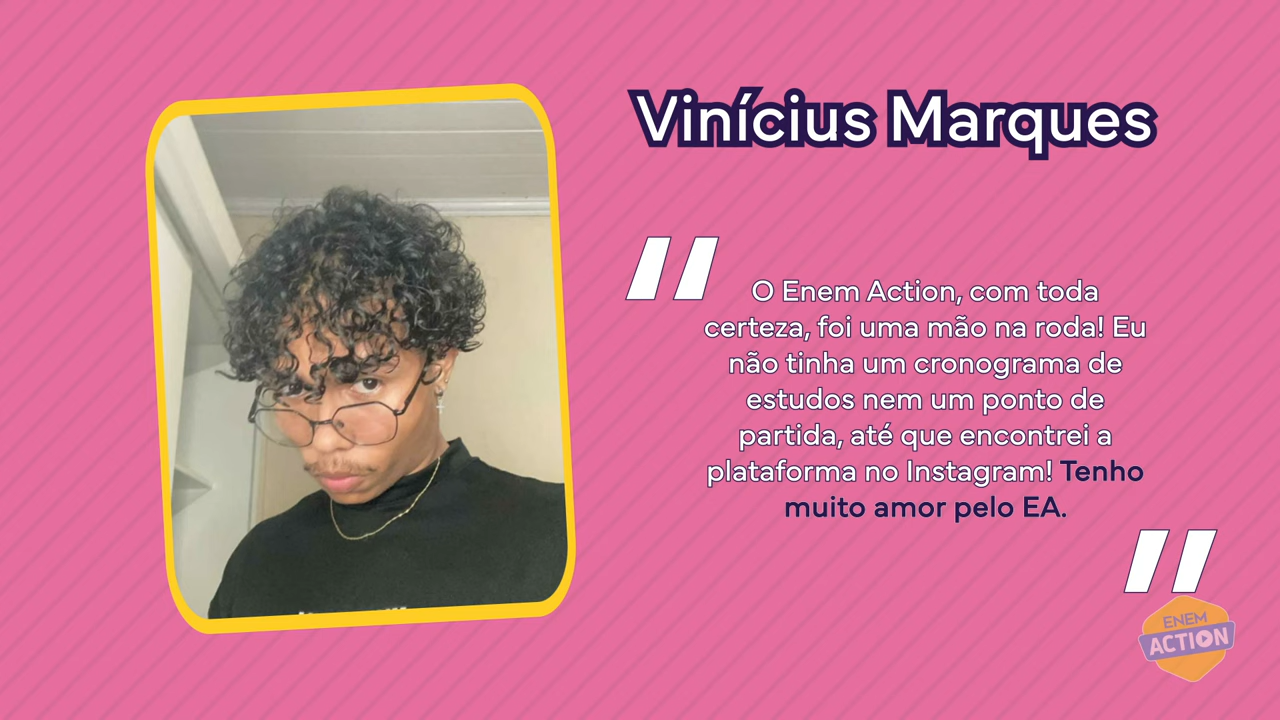 Vinícius Marques
"
O Enem Action, com toda
certeza, foi uma mão na roda! Eu
não tinha um cronograma de
estudos nem um ponto de
partida, até que encontrei a
plataforma no Instagram! Tenho
muito amor pelo EA.
"
ENEM
ACTION